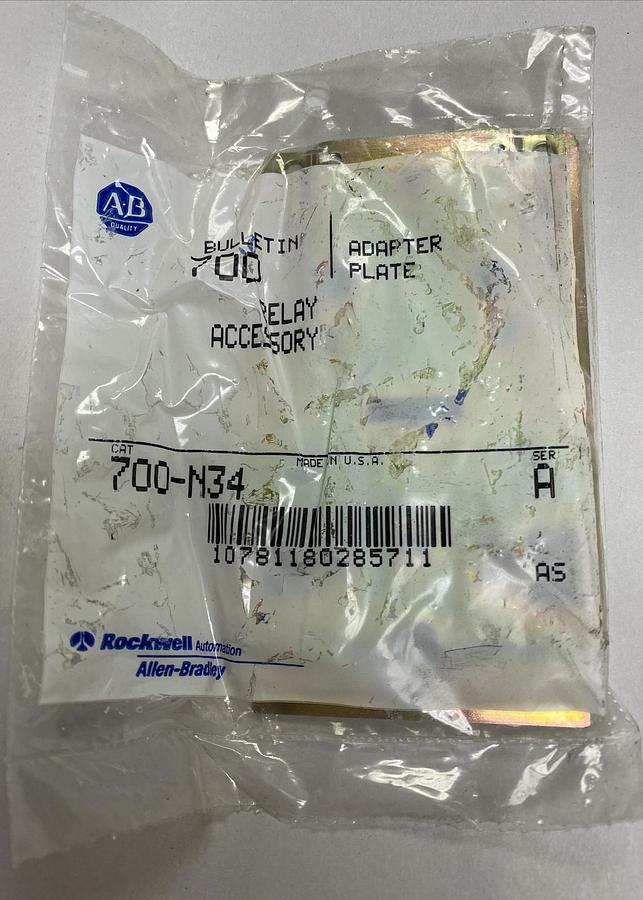 A-B
QUALITY
BULLETIN
700
ADAPTER
PLATE
RELAY
ACCESSORY
CAT
700-N34
MADE IN U.S.A.
SER
A
10781180285711
AS
Rockwell Automation
Allen-Bradley